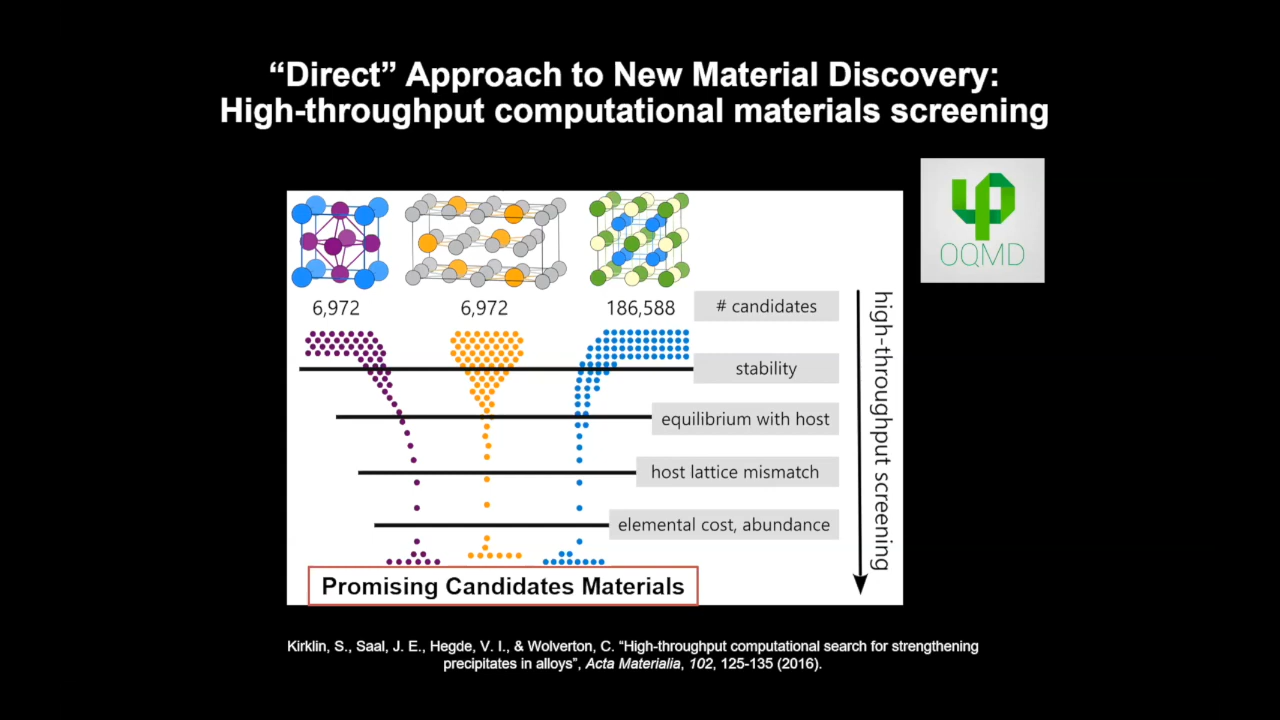 “Direct” Approach to New Material Discovery:
High-throughput computational materials screening
OQMD
6,972
6,972
186,588
# candidates
stability
equilibrium with host
host lattice mismatch
elemental cost, abundance
high-throughput screening
Promising Candidates Materials
Kirklin, S., Saal, J. E., Hegde, V. I., & Wolverton, C. “High-throughput computational search for strengthening
precipitates in alloys”, Acta Materialia, 102, 125-135 (2016).